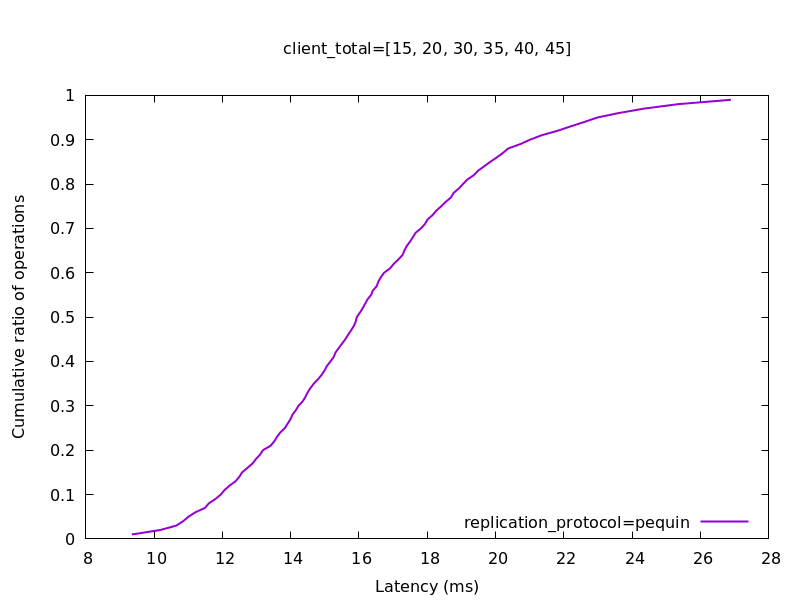 client_total=[15, 20, 30, 35, 40, 45]
1
0.9
0.8
0.7
0.6
0.5
0.4
0.3
0.2
0.1
0
Cumulative ratio of operations
replication_protocol=pequin
8 10 12 14 16 18 20 22 24 26 28
Latency (ms)